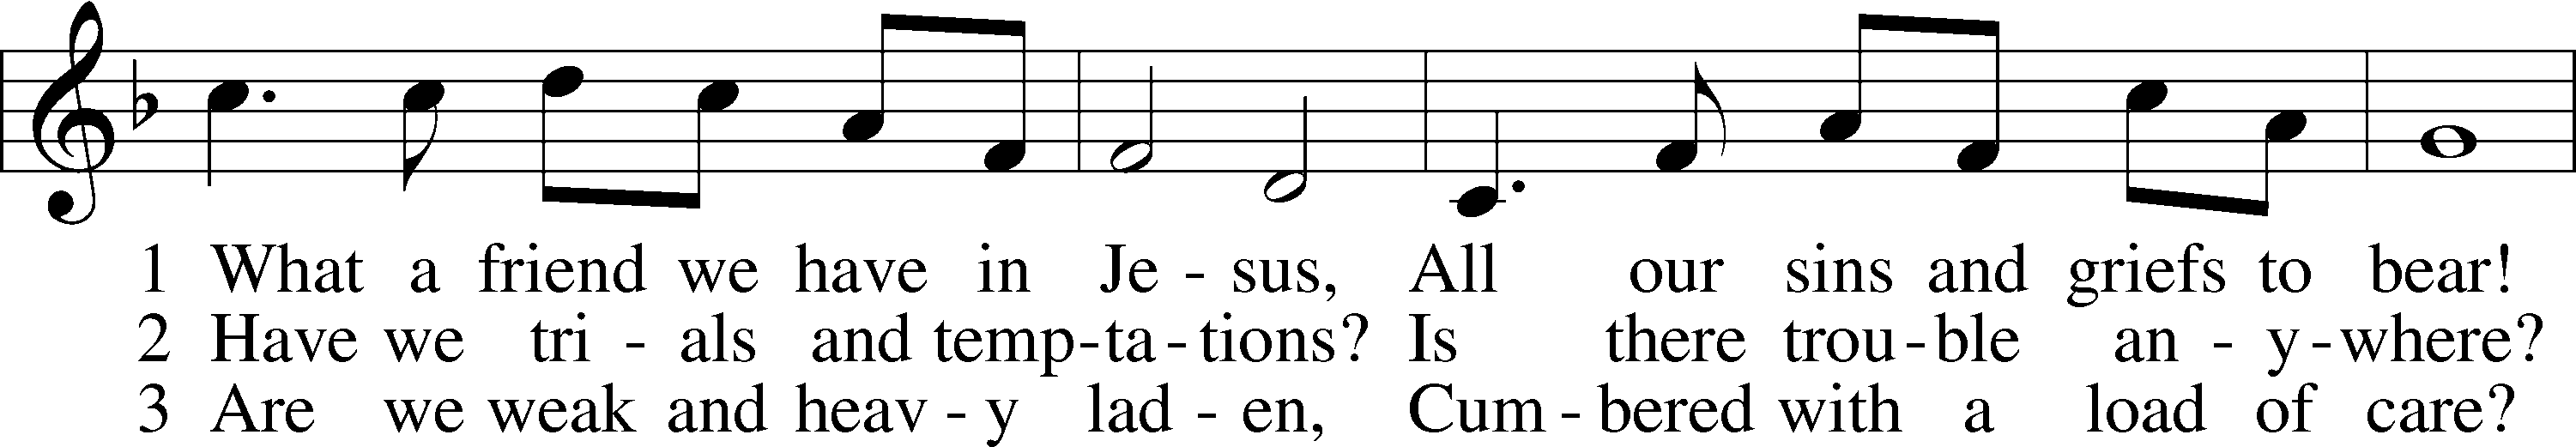 1 What a friend we have in Je - sus, All our sins and griefs to bear!
2 Have we tri - als and temp-ta-tions? Is there trou-ble an - y-where?
3 Are we weak and heav - y lad - en, Cum - bered with a load of care?